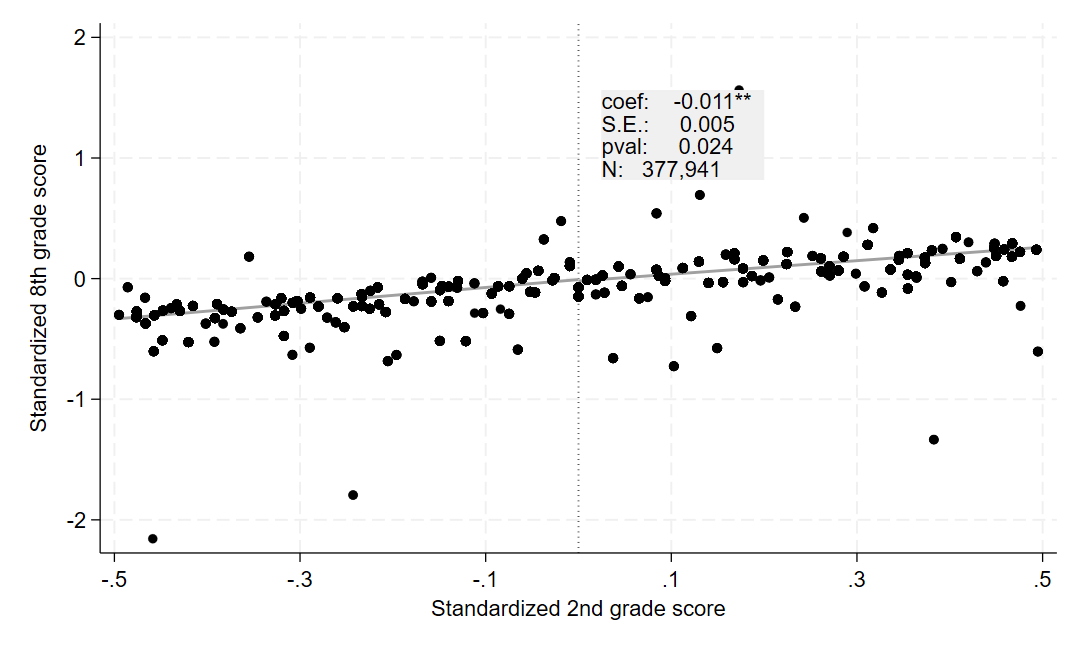 Standardized 8th grade score
2
1
0
-1
-2
coef: -0.011**
S.E.: 0.005
pval: 0.024
N: 377,941
-.5 -.3 -.1 .1 .3 .5
Standardized 2nd grade score